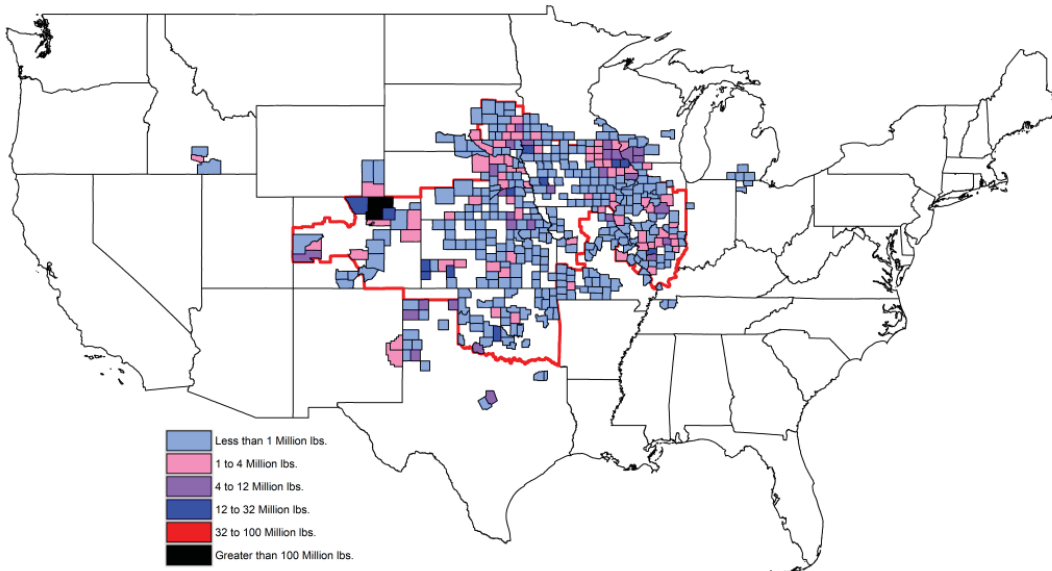 Less than 1 Million lbs.
1 to 4 Million lbs.
4 to 12 Million lbs.
12 to 32 Million lbs.
32 to 100 Million lbs.
Greater than 100 Million lbs.